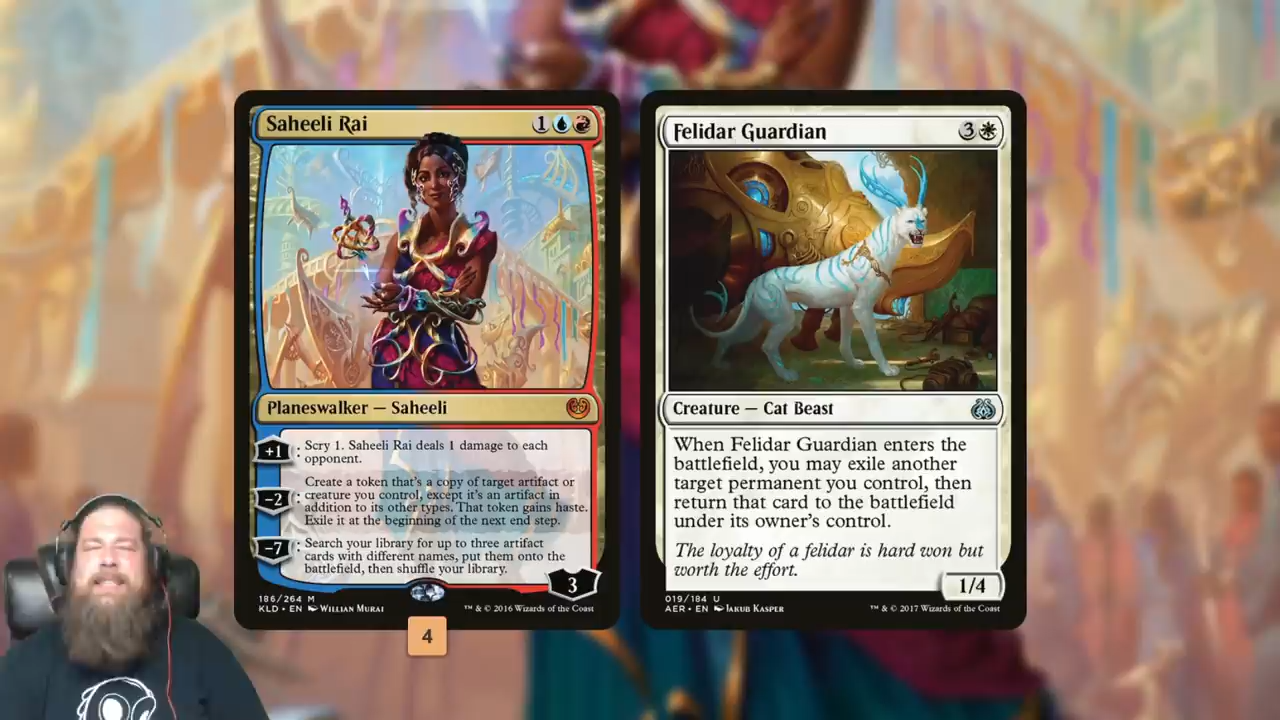 Saheeli Rai
1
Planeswalker — Saheeli
+1 : Scry 1. Saheeli Rai deals 1 damage to each
opponent.
-2 : Create a token that's a copy of target artifact or
creature you control, except it's an artifact in
addition to its other types. That token gains haste.
Exile it at the beginning of the next end step.
-7 : Search your library for up to three artifact
cards with different names, put them onto the
battlefield, then shuffle your library.
3
186/264 M
KLD • EN Willian Murai
™ & © 2016 Wizards of the Coast
4
Felidar Guardian
3
Creature — Cat Beast
When Felidar Guardian enters the
battlefield, you may exile another
target permanent you control, then
return that card to the battlefield
under its owner's control.
The loyalty of a felidar is hard won but
worth the effort.
1/4
019/184 U
AER • EN Jakub Kasper
™ & © 2017 Wizards of the Coast